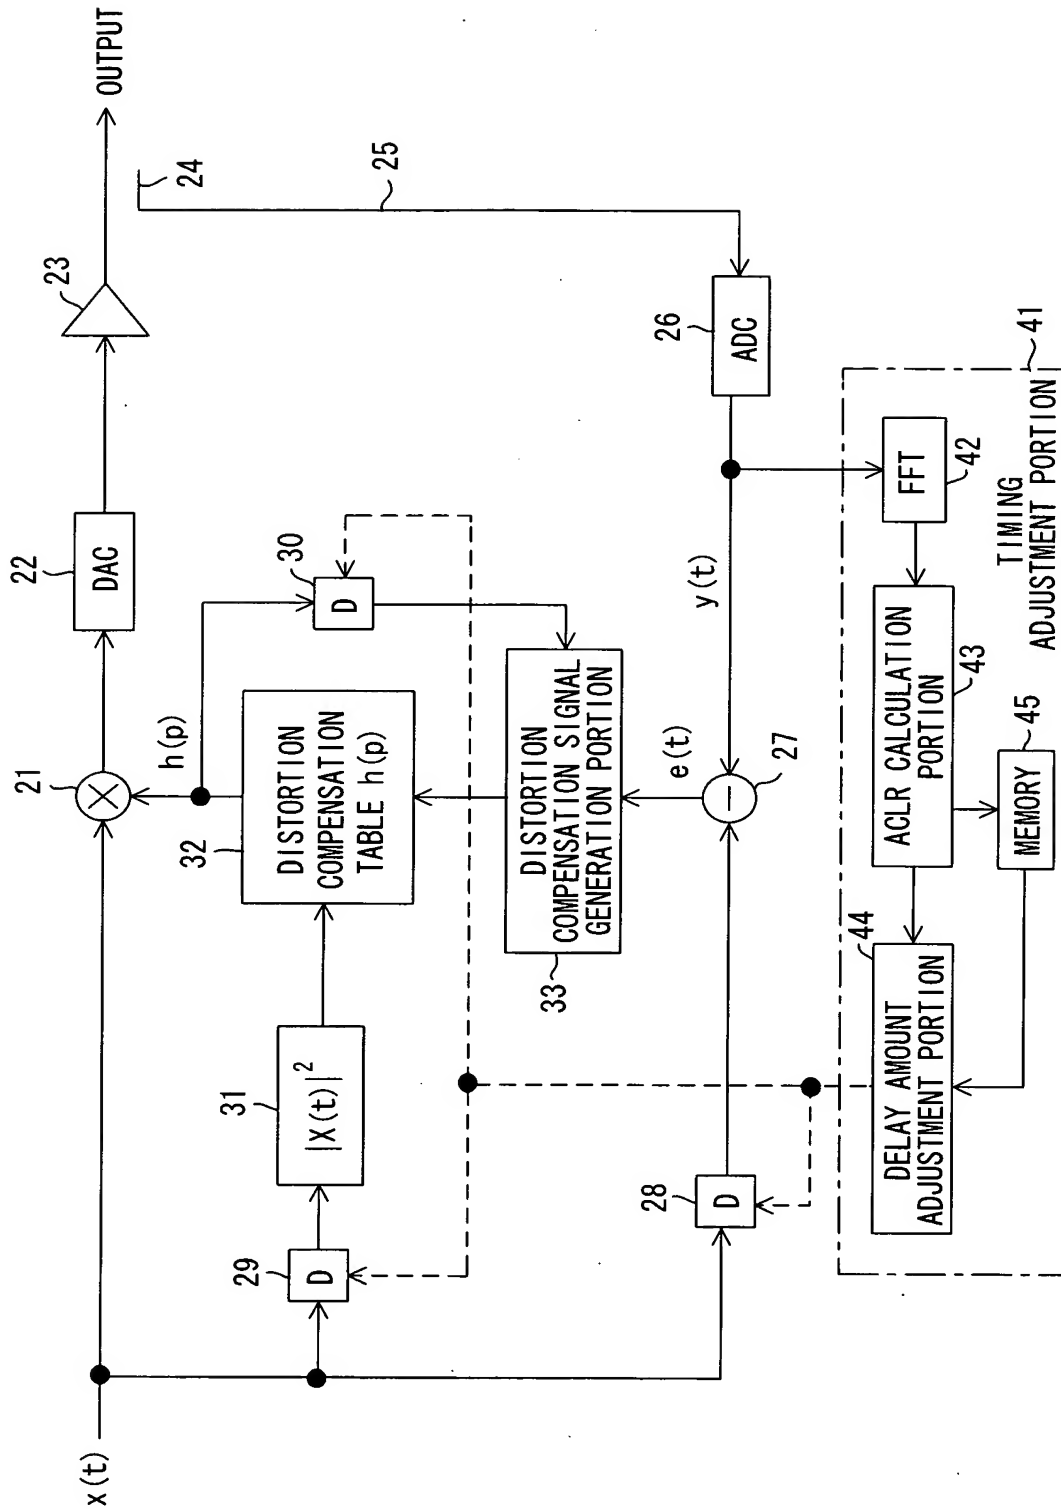 x(t)
21
22
DAC
23
OUTPUT
24
25
h(p)
29
D
31
|X(t)|²
32
DISTORTION
COMPENSATION
TABLE h(p)
30
D
33
DISTORTION
COMPENSATION SIGNAL
GENERATION PORTION
e(t)
y(t)
26
ADC
28
D
−
27
44
DELAY AMOUNT
ADJUSTMENT PORTION
ACLR CALCULATION
PORTION
43
FFT
42
MEMORY
45
TIMING
ADJUSTMENT PORTION
41